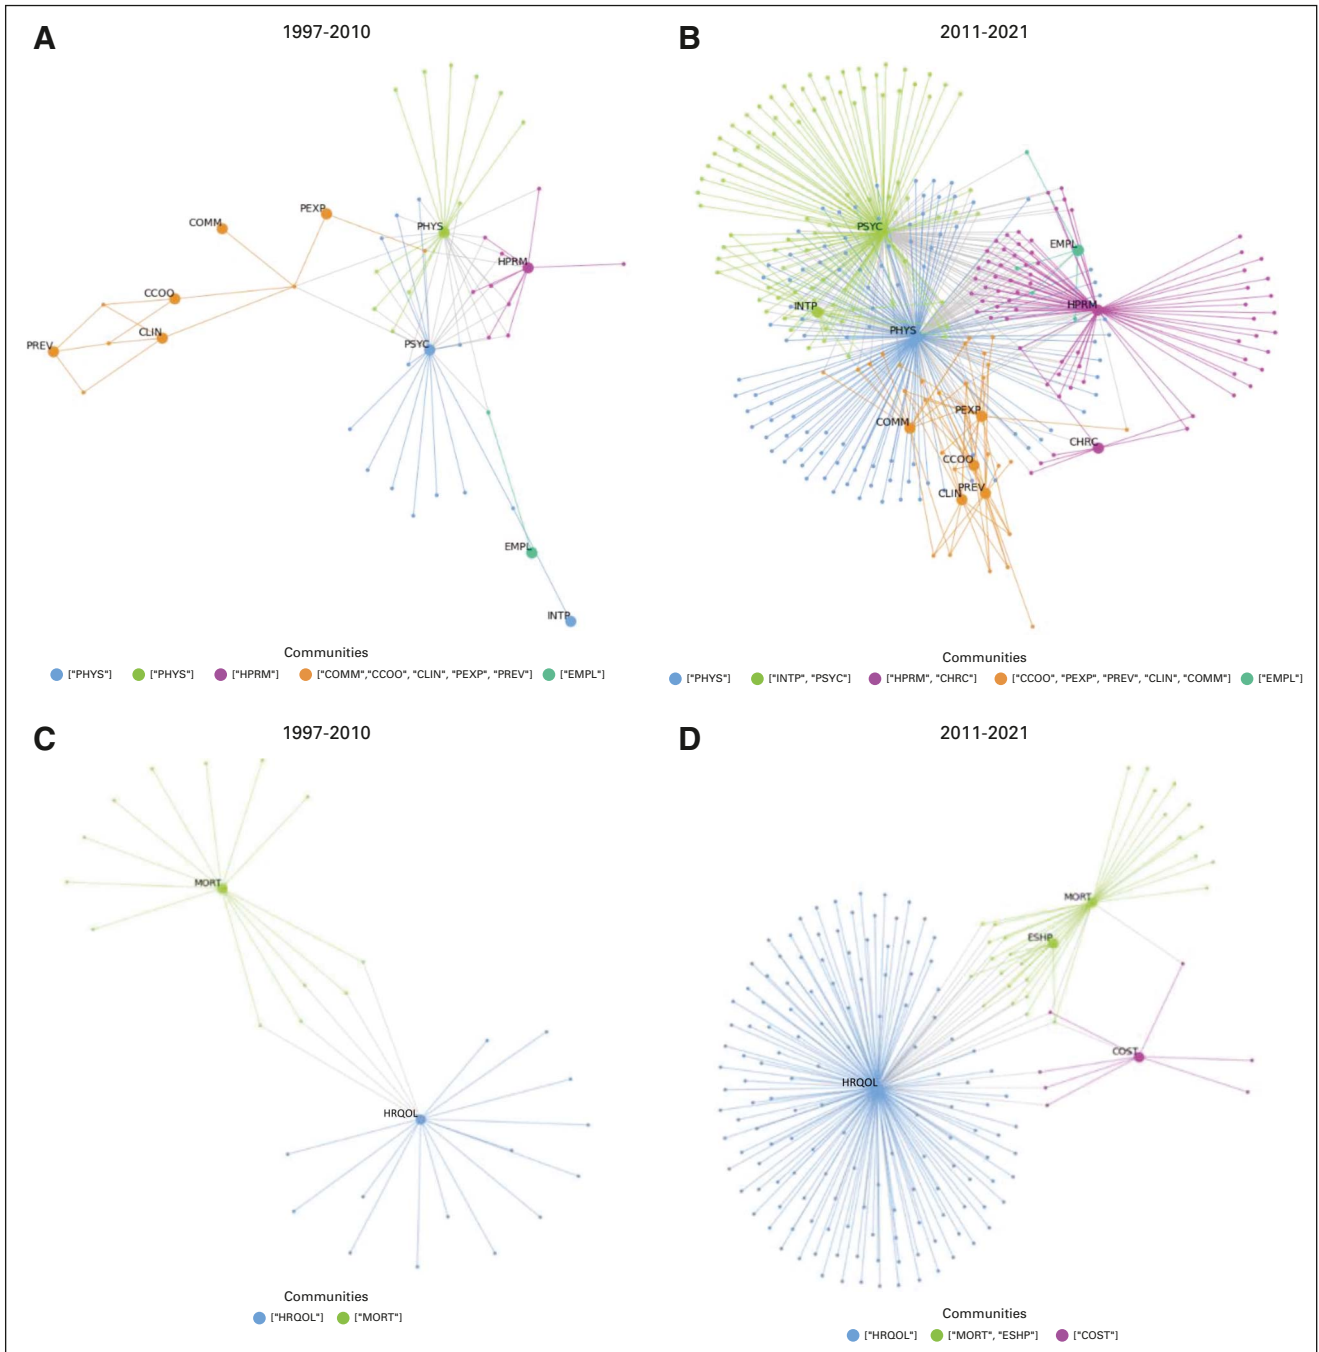 A
1997-2010
B
2011-2021
PEXP
COMM
PHYS
HPRM
CCOO
CLIN
PREV
PSYC
EMPL
INTP
PSYC
EMPL
INTP
HPRM
PHYS
PEXP
COMM
CHRC
CCOO
PREV
CLIN
Communities
["PHYS"] ["PHYS"] ["HPRM"] ["COMM","CCOO", "CLIN", "PEXP", "PREV"] ["EMPL"]
Communities
["PHYS"] ["INTP", "PSYC"] ["HPRM", "CHRC"] ["CCOO", "PEXP", "PREV", "CLIN", "COMM"] ["EMPL"]
C
1997-2010
D
2011-2021
MORT
HRQOL
MORT
ESHP
COST
HRQOL
Communities
["HRQOL"] ["MORT"]
Communities
["HRQOL"] ["MORT", "ESHP"] ["COST"]